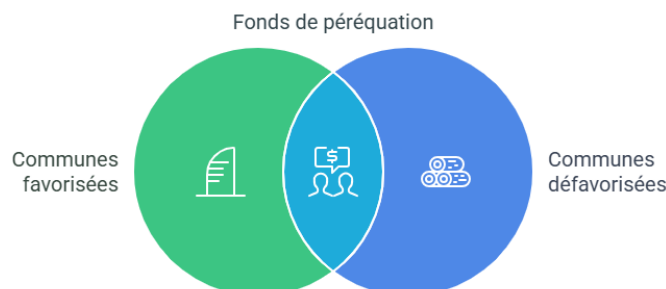 Fonds de péréquation
Communes
favorisées
$
Communes
défavorisées